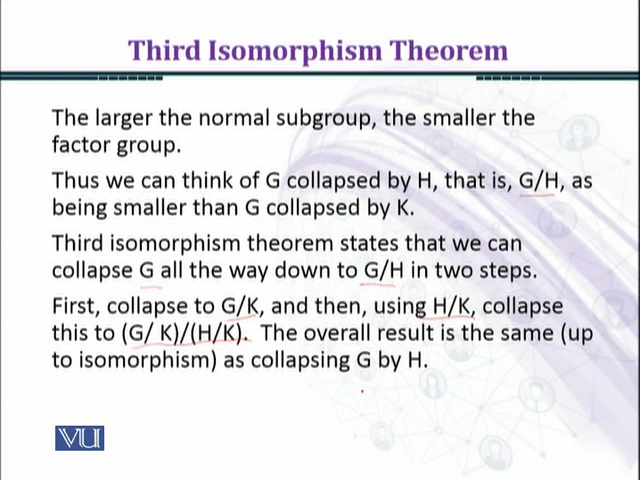 Third Isomorphism Theorem
The larger the normal subgroup, the smaller the
factor group.
Thus we can think of G collapsed by H, that is, G/H, as
being smaller than G collapsed by K.
Third isomorphism theorem states that we can
collapse G all the way down to G/H in two steps.
First, collapse to G/K, and then, using H/K, collapse
this to (G/ K)/(H/K).  The overall result is the same (up
to isomorphism) as collapsing G by H.
VU